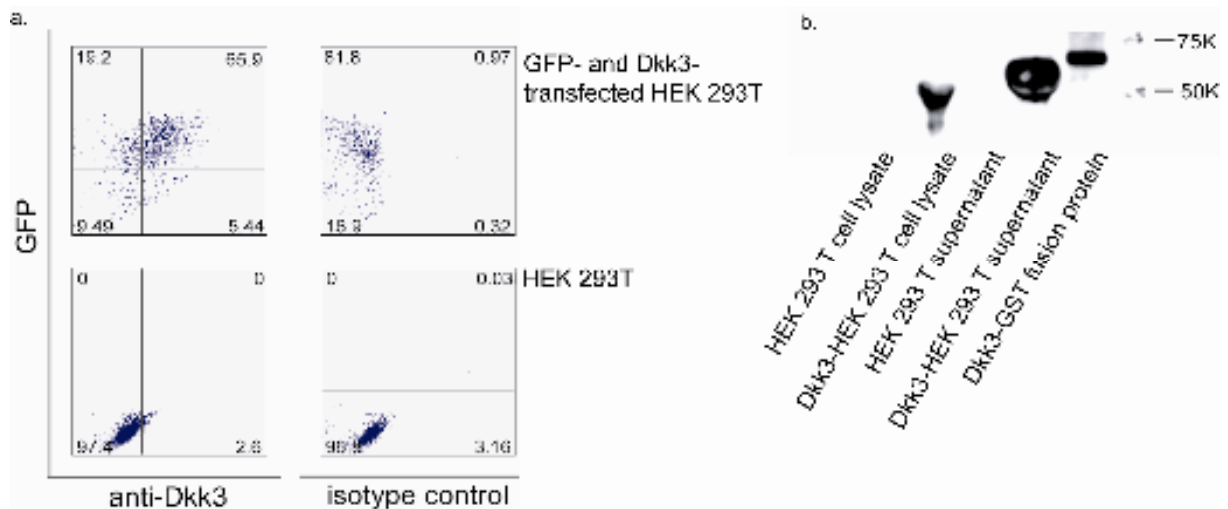 a.
19.2
65.9
9.49
5.44
81.8
0.97
16.9
0.32
GFP- and Dkk3-
transfected HEK 293T
0
0
97.4
2.6
0
0.03
3.16
HEK 293T
GFP
anti-Dkk3
isotype control
b.
75K
50K
HEK 293 T cell lysate
Dkk3-HEK 293 T cell lysate
HEK 293 T supernatant
Dkk3-HEK 293 T supernatant
Dkk3-GST fusion protein